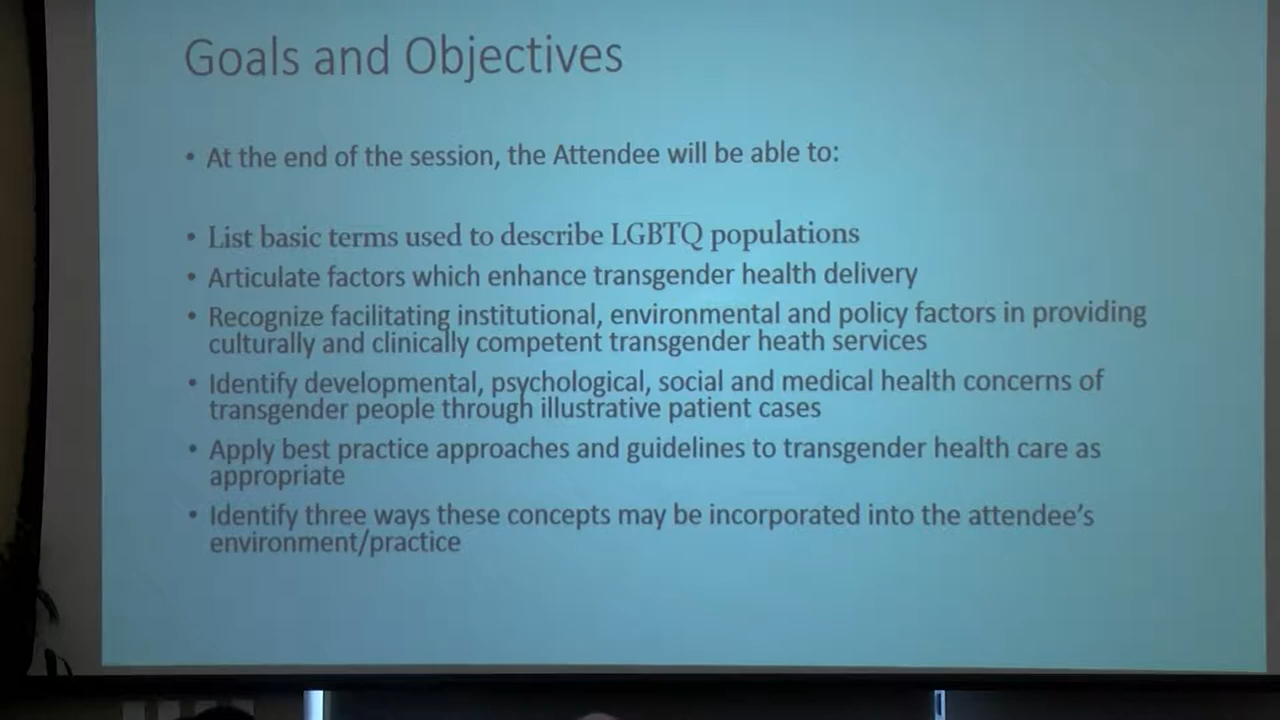 Goals and Objectives
• At the end of the session, the Attendee will be able to:
• List basic terms used to describe LGBTQ populations
• Articulate factors which enhance transgender health delivery
• Recognize facilitating institutional, environmental and policy factors in providing
culturally and clinically competent transgender heath services
• Identify developmental, psychological, social and medical health concerns of
transgender people through illustrative patient cases
• Apply best practice approaches and guidelines to transgender health care as
appropriate
• Identify three ways these concepts may be incorporated into the attendee's
environment/practice